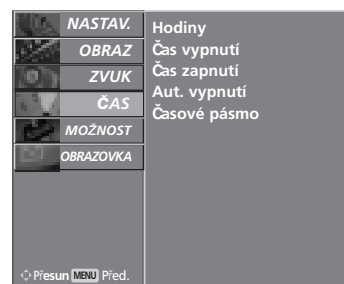 NASTAV.
OBRAZ
ZVUK
ČAS
MOŽNOST
OBRAZOVKA
Hodiny
Čas vypnutí
Čas zapnutí
Aut. vypnutí
Časové pásmo
Přesun MENU Před.